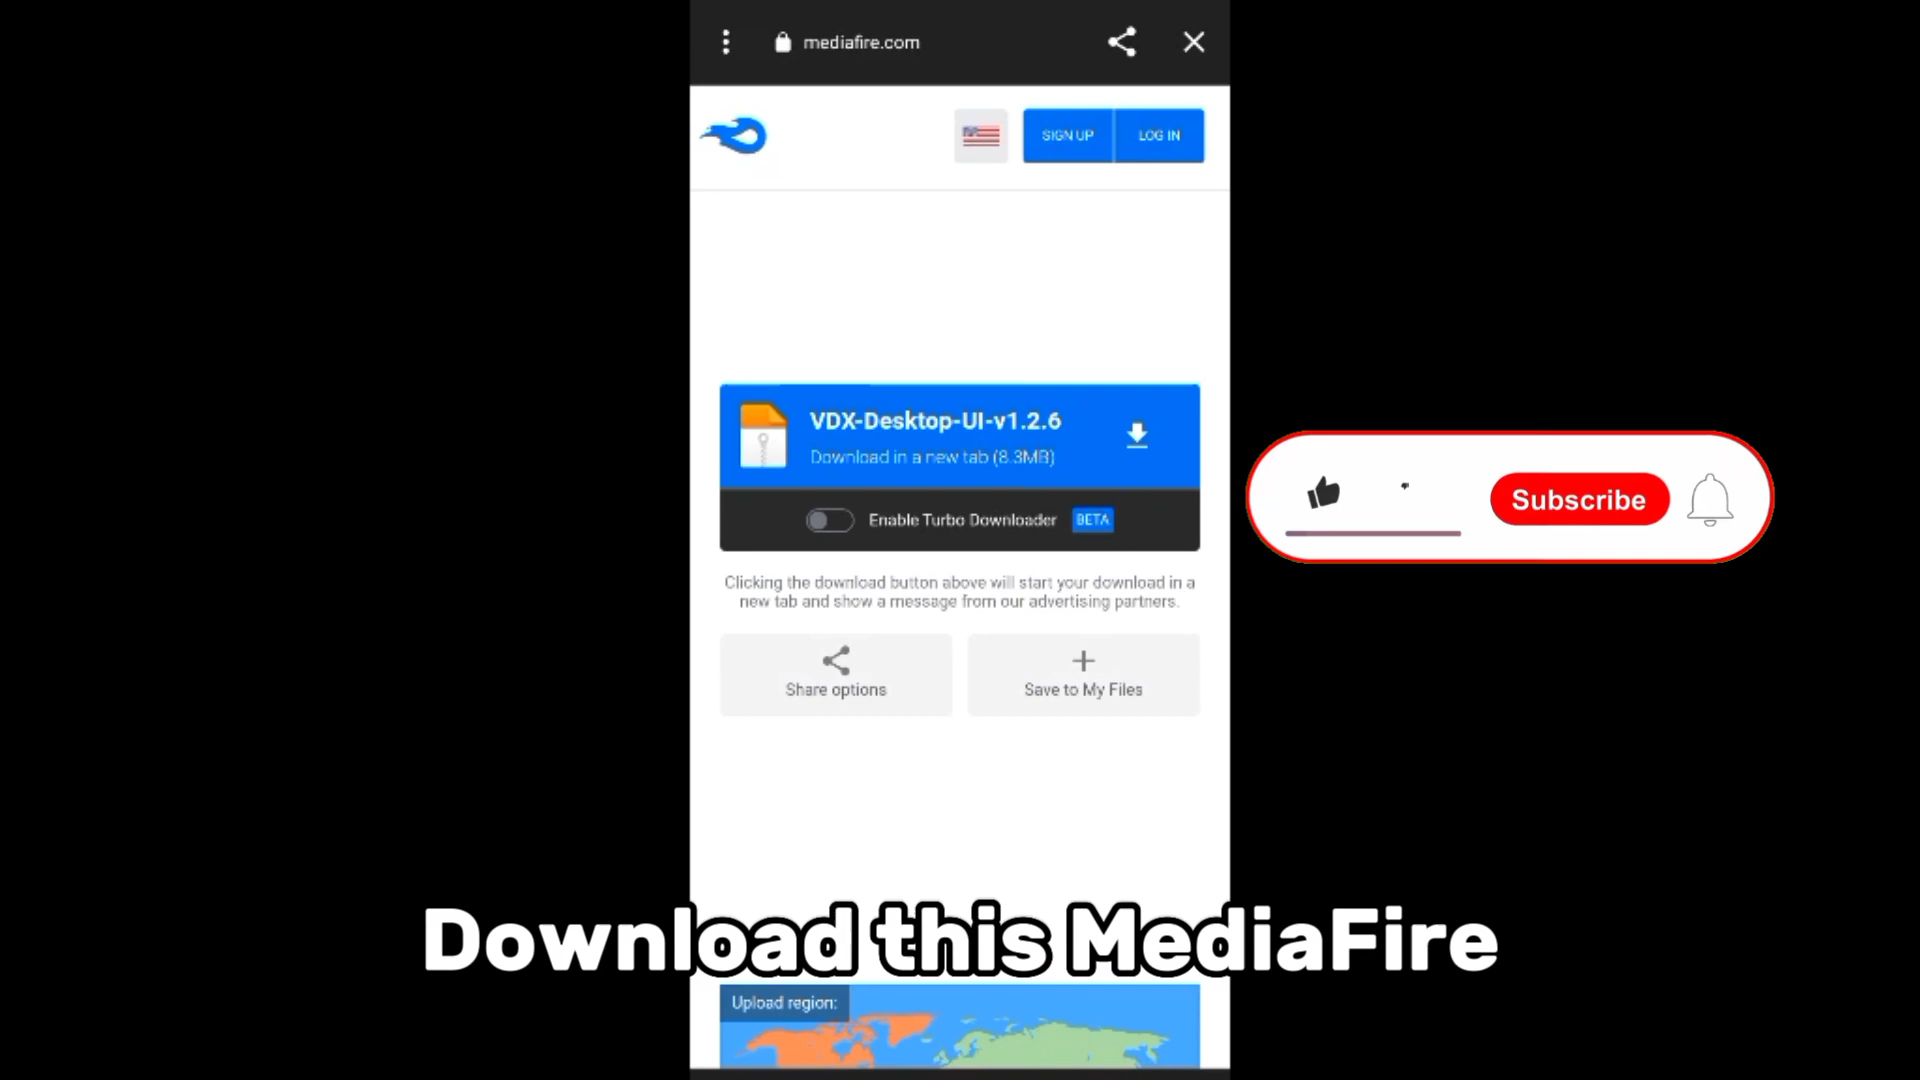 mediafire.com
SIGN UP
LOG IN
VDX-Desktop-UI-v1.2.6
Download in a new tab (8.3MB)
Enable Turbo Downloader BETA
Subscribe
Clicking the download button above will start your download in a
new tab and show a message from our advertising partners.
Share options
Save to My Files
Download this MediaFire
Upload region: